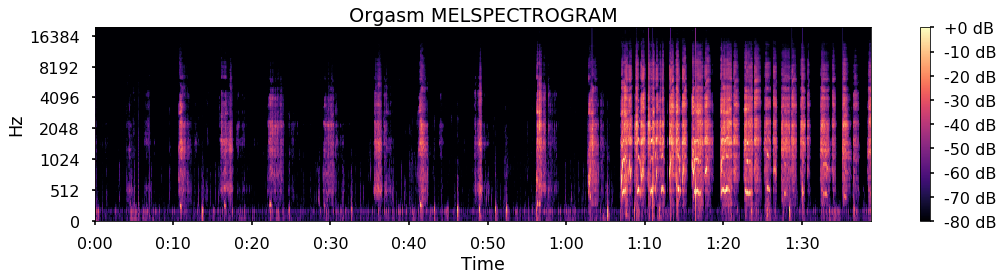 Orgasm MELSPECTROGRAM
16384
8192
4096
2048
1024
512
0
Hz
0:00 0:10 0:20 0:30 0:40 0:50 1:00 1:10 1:20 1:30
Time
+0 dB
-10 dB
-20 dB
-30 dB
-40 dB
-50 dB
-60 dB
-70 dB
-80 dB